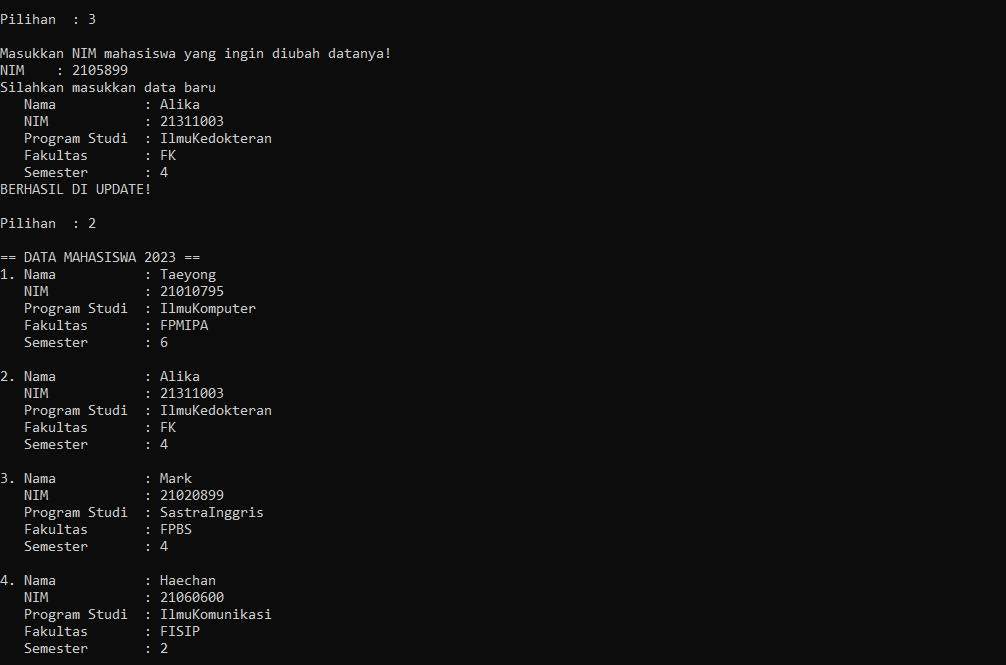 Pilihan  : 3
Masukkan NIM mahasiswa yang ingin diubah datanya!
NIM    : 2105899
Silahkan masukkan data baru
Nama           : Alika
NIM            : 21311003
Program Studi  : IlmuKedokteran
Fakultas       : FK
Semester       : 4
BERHASIL DI UPDATE!
Pilihan  : 2
== DATA MAHASISWA 2023 ==
1. Nama           : Taeyong
NIM            : 21010795
Program Studi  : IlmuKomputer
Fakultas       : FPMIPA
Semester       : 6
2. Nama           : Alika
NIM            : 21311003
Program Studi  : IlmuKedokteran
Fakultas       : FK
Semester       : 4
3. Nama           : Mark
NIM            : 21020899
Program Studi  : SastraInggris
Fakultas       : FPBS
Semester       : 4
4. Nama           : Haechan
NIM            : 21060600
Program Studi  : IlmuKomunikasi
Fakultas       : FISIP
Semester       : 2